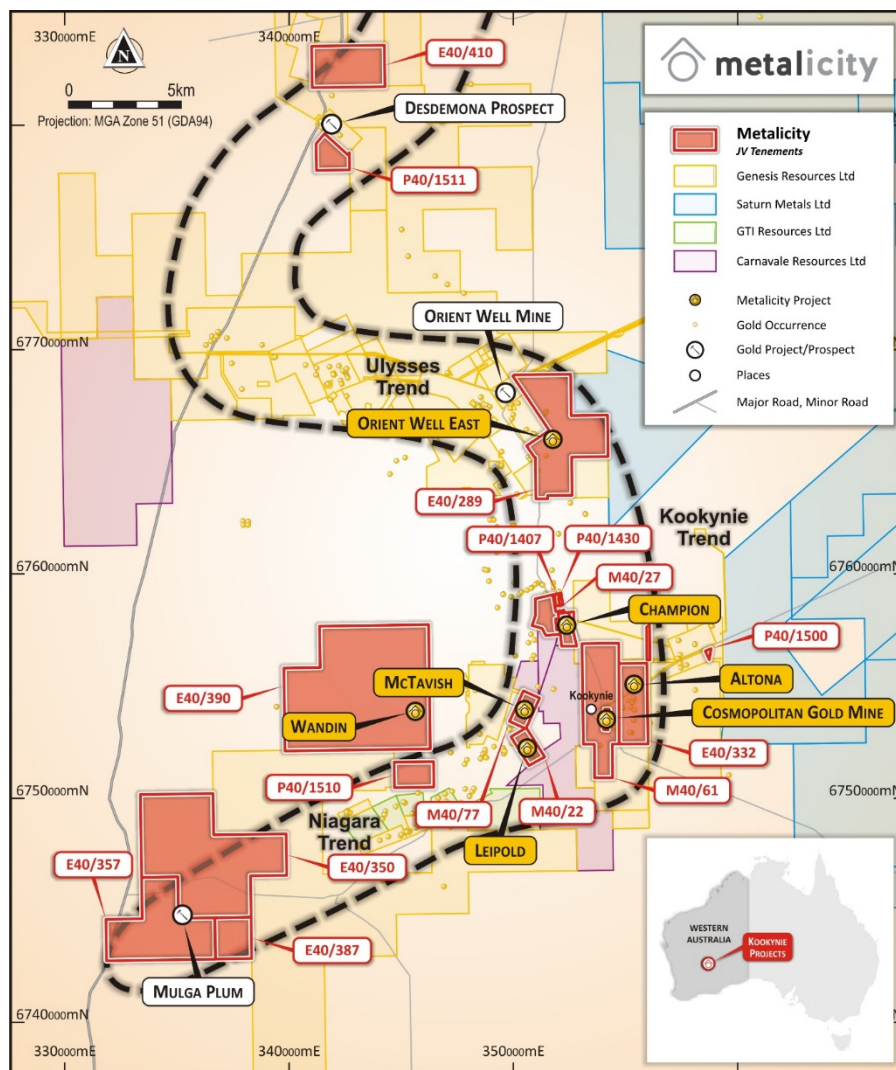 330000mE
340000mE
N
0
5km
Projection: MGA Zone 51 (GDA94)
E40/410
DESDEMONA PROSPECT
P40/1511
metalicity
Metalicity
JV Tenements
Genesis Resources Ltd
Saturn Metals Ltd
GTI Resources Ltd
Carnavale Resources Ltd
Metalicity Project
Gold Occurrence
Gold Project/Prospect
Places
Major Road, Minor Road
6770000mN
ORIENT WELL MINE
Ulysses
Trend
ORIENT WELL EAST
E40/289
Kookynie
Trend
P40/1407
P40/1430
M40/27
6760000mN
6760000mN
CHAMPION
P40/1500
MCTAVISH
ALTONA
E40/390
Kookynie
WANDIN
COSMOPOLITAN GOLD MINE
E40/332
P40/1510
6750000mN
6750000mN
M40/77
M40/22
M40/61
Niagara
Trend
LEIPOLD
E40/357
E40/350
E40/387
MULGA PLUM
WESTERN
AUSTRALIA
KOOKYNIE
PROJECTS
6740000mN
330000mE
340000mE
350000mE